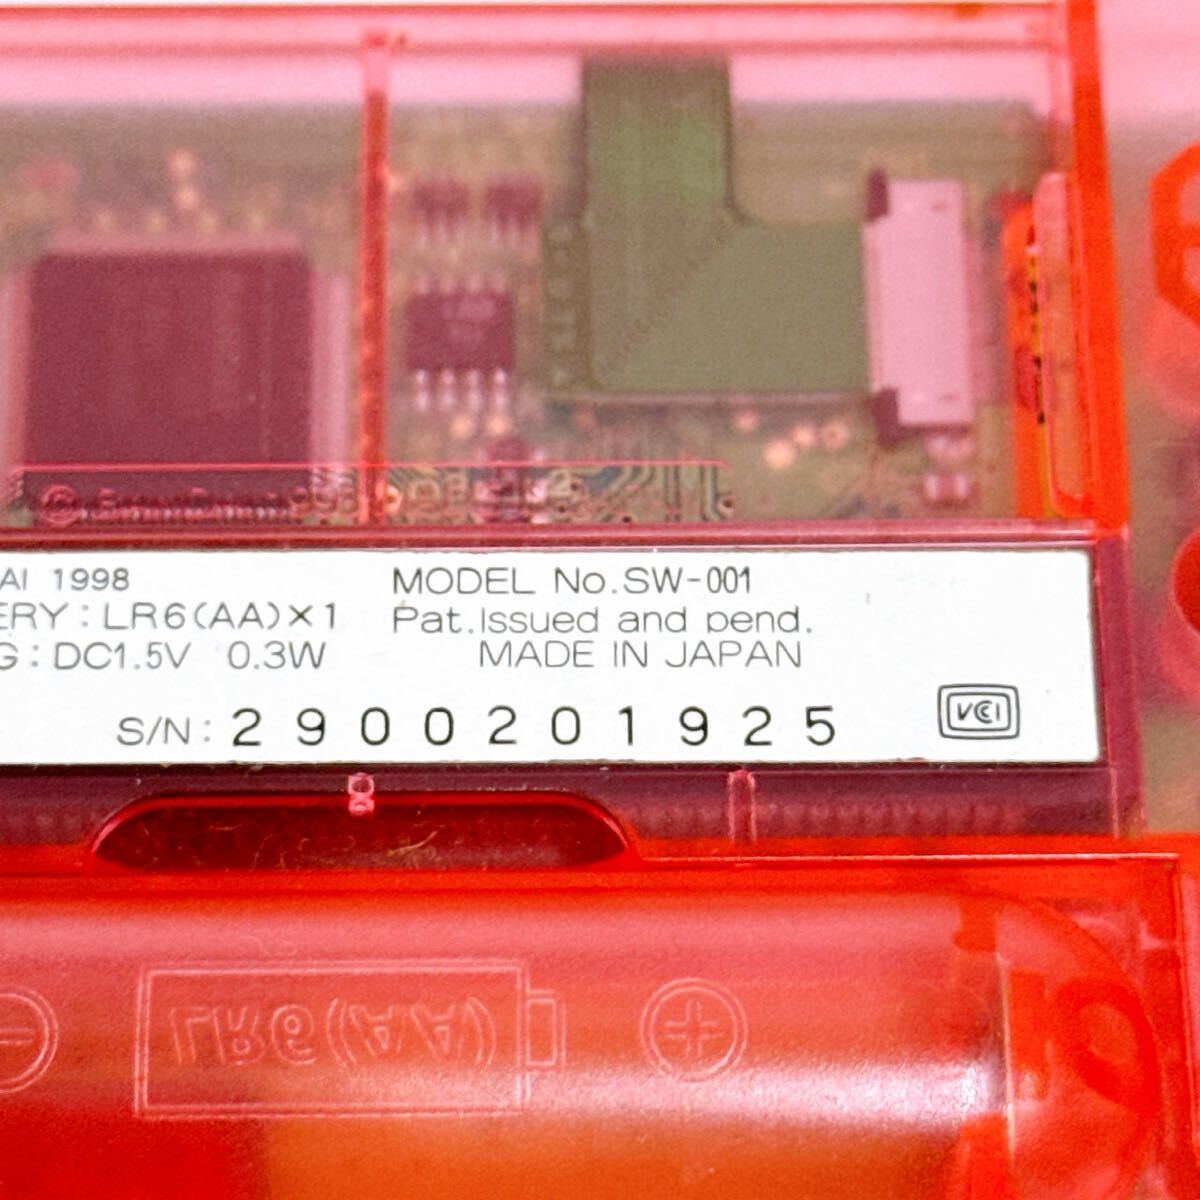 AI 1998 MODEL No.SW-001
ERY: LR6(AA)×1 Pat.Issued and pend.
G: DC1.5V 0.3W MADE IN JAPAN
S/N: 2900201925 VCCI
LR6(AA)